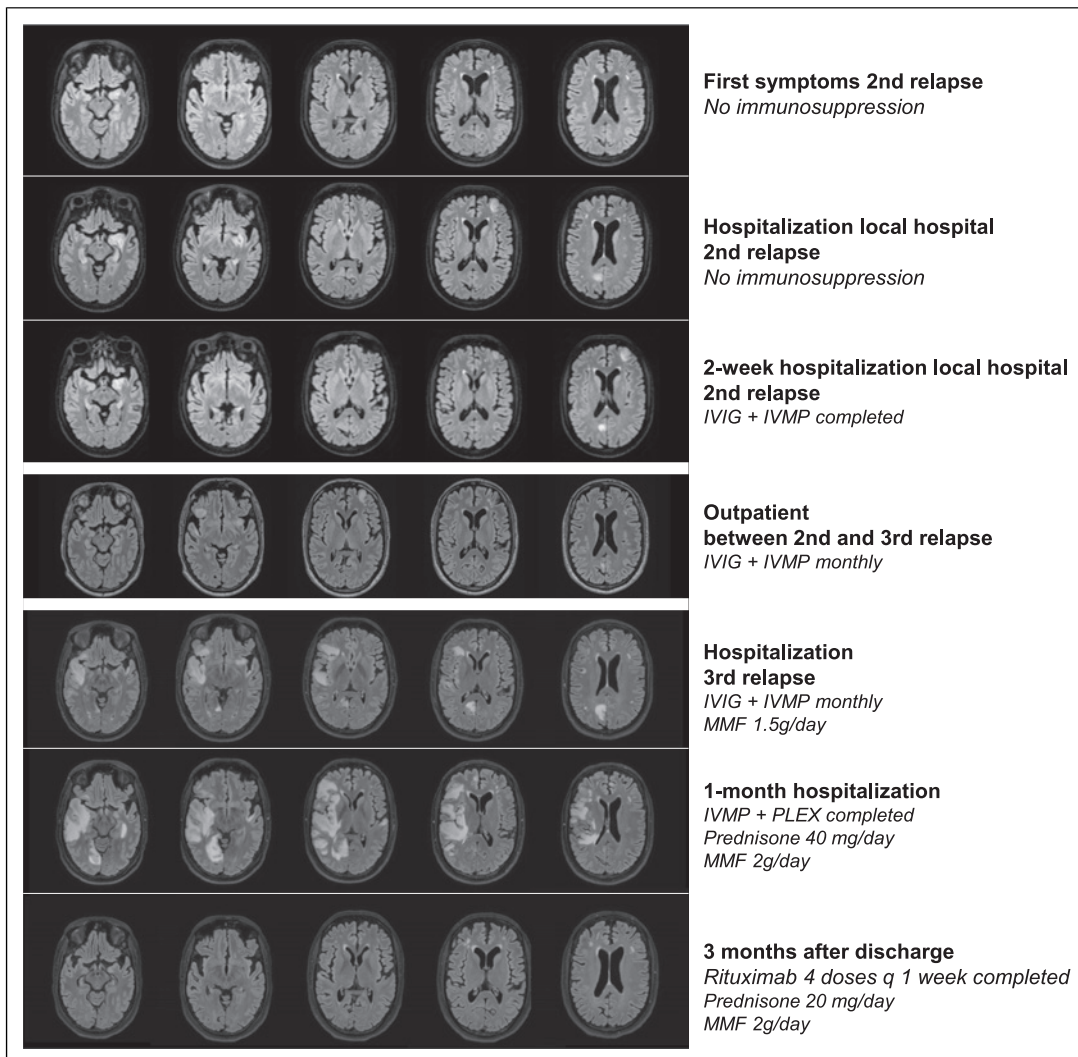 First symptoms 2nd relapse
No immunosuppression
Hospitalization local hospital
2nd relapse
No immunosuppression
2-week hospitalization local hospital
2nd relapse
IVIG + IVMP completed
Outpatient
between 2nd and 3rd relapse
IVIG + IVMP monthly
Hospitalization
3rd relapse
IVIG + IVMP monthly
MMF 1.5g/day
1-month hospitalization
IVMP + PLEX completed
Prednisone 40 mg/day
MMF 2g/day
3 months after discharge
Rituximab 4 doses q 1 week completed
Prednisone 20 mg/day
MMF 2g/day